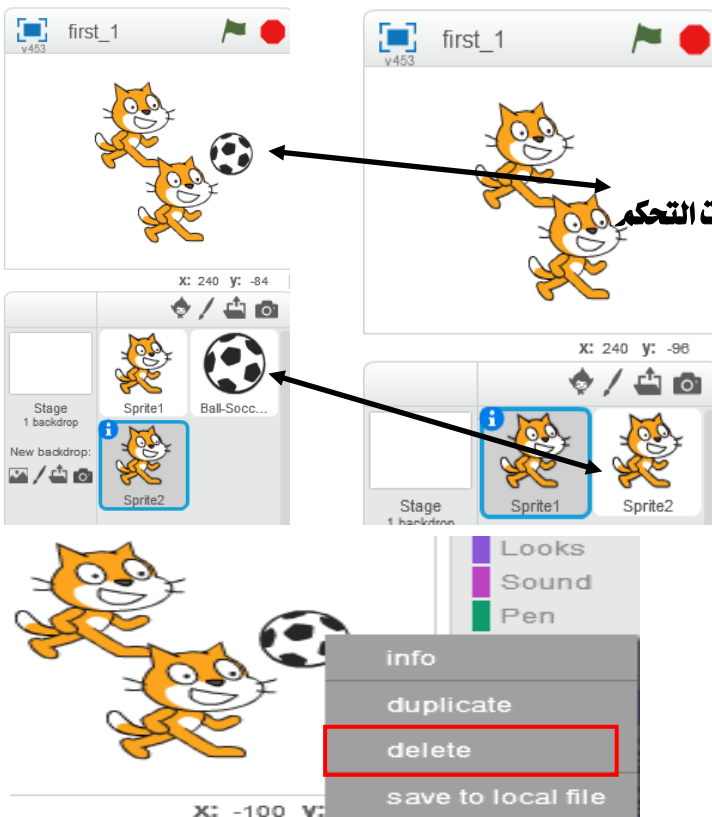 first_1
v453
X: 240 y: -84
Sprite1
Ball-Socc...
Stage
1 backdrop
New backdrop:
Sprite2
first_1
v453
ت التحكم
X: 240 y: -96
Stage
1 backdrop
Sprite1
Sprite2
Looks
Sound
Pen
info
duplicate
delete
save to local file
X: -100 y: